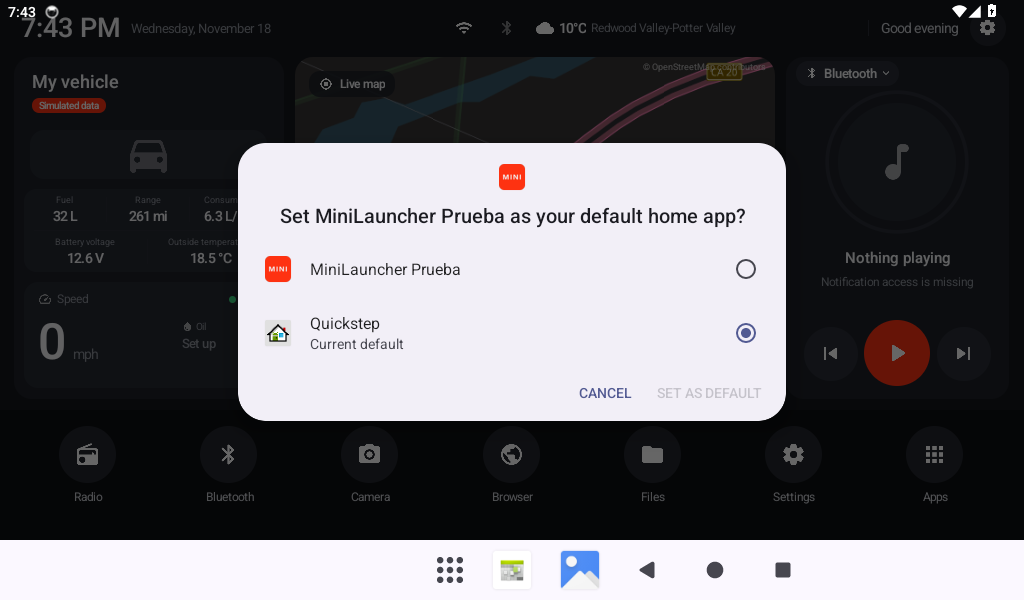 7:43
7:43 PM
Wednesday, November 18
10°C Redwood Valley-Potter Valley
Good evening
My vehicle
Simulated data
Live map
© OpenStreetMap contributors
CA 20
Bluetooth
Fuel
Range
32 L
261 mi
6.3 L/
Battery voltage
12.6 V
18.5 °C
Speed
0 mph
Oil
Set up
MINI
Set MiniLauncher Prueba as your default home app?
MINI
MiniLauncher Prueba
Quickstep
Current default
CANCEL
SET AS DEFAULT
Nothing playing
Notification access is missing
Radio
Bluetooth
Camera
Browser
Files
Settings
Apps